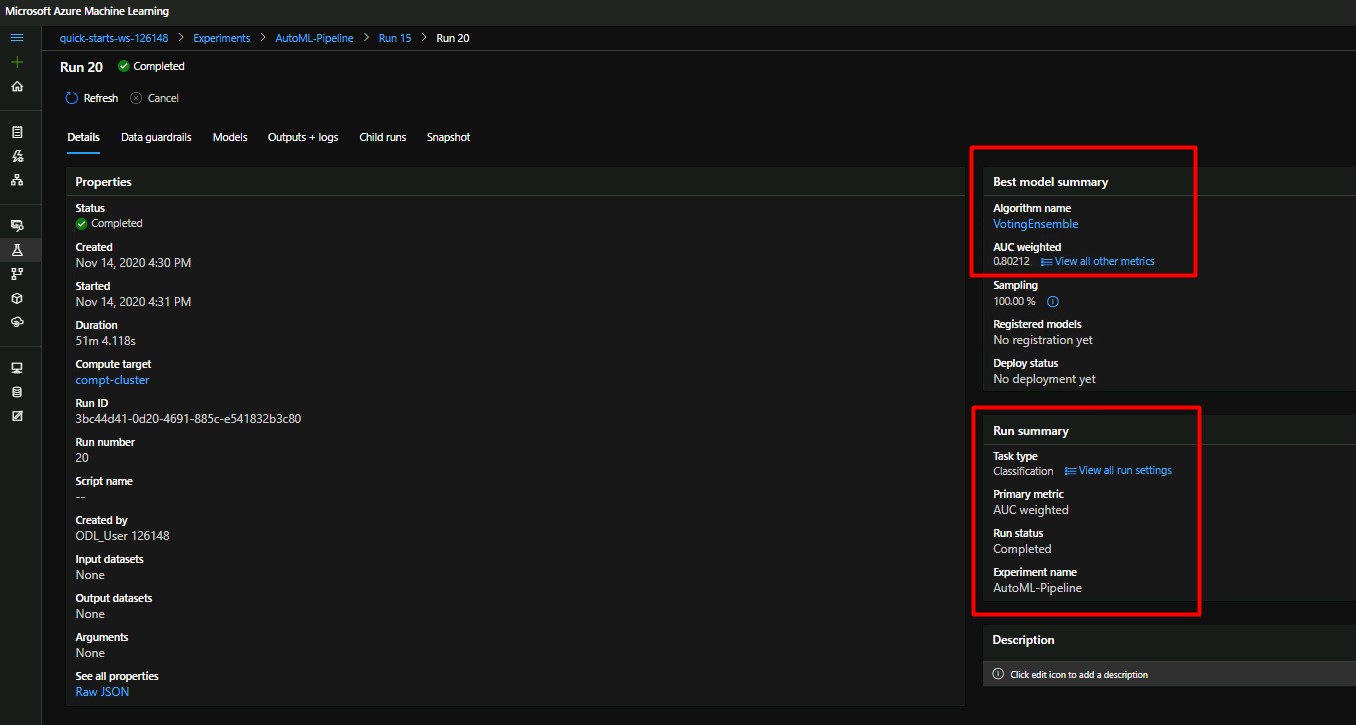 Microsoft Azure Machine Learning
quick-starts-ws-126148 > Experiments > AutoML-Pipeline > Run 15 > Run 20
Run 20 Completed
Refresh Cancel
Details Data guardrails Models Outputs + logs Child runs Snapshot
Properties
Status
Completed
Created
Nov 14, 2020 4:30 PM
Started
Nov 14, 2020 4:31 PM
Duration
51m 4.118s
Compute target
compt-cluster
Run ID
3bc44d41-0d20-4691-885c-e541832b3c80
Run number
20
Script name
--
Created by
ODL_User 126148
Input datasets
None
Output datasets
None
Arguments
None
See all properties
Raw JSON
Best model summary
Algorithm name
VotingEnsemble
AUC weighted
0.80212 View all other metrics
Sampling
100.00 %
Registered models
No registration yet
Deploy status
No deployment yet
Run summary
Task type
Classification View all run settings
Primary metric
AUC weighted
Run status
Completed
Experiment name
AutoML-Pipeline
Description
Click edit icon to add a description